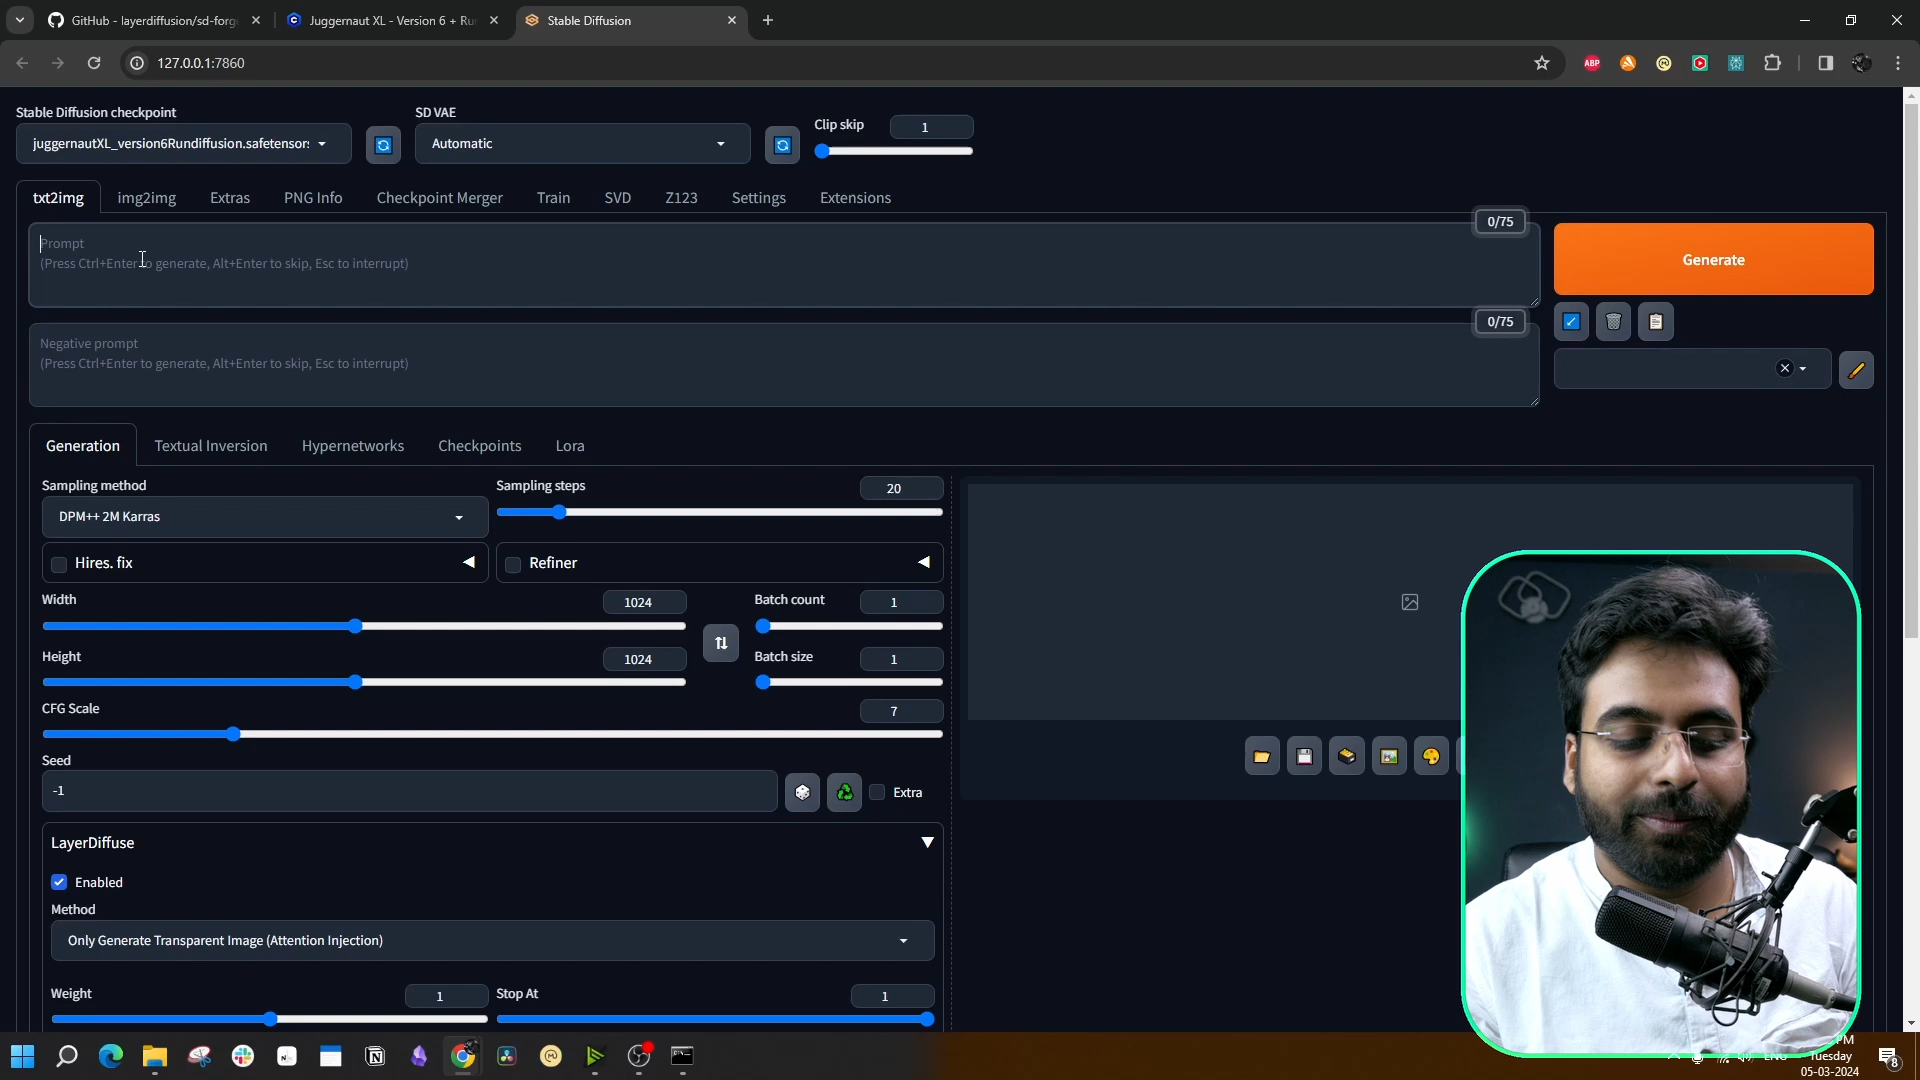 GitHub - layerdiffusion/sd-forg
Juggernaut XL - Version 6 + Ru
Stable Diffusion
127.0.0.1:7860
ABP
Stable Diffusion checkpoint
juggernautXL_version6Rundiffusion.safetensors
SD VAE
Automatic
Clip skip
1
txt2img
img2img
Extras
PNG Info
Checkpoint Merger
Train
SVD
Z123
Settings
Extensions
0/75
Prompt
(Press Ctrl+Enter to generate, Alt+Enter to skip, Esc to interrupt)
Generate
0/75
Negative prompt
(Press Ctrl+Enter to generate, Alt+Enter to skip, Esc to interrupt)
Generation
Textual Inversion
Hypernetworks
Checkpoints
Lora
Sampling method
DPM++ 2M Karras
Sampling steps
20
Hires. fix
Refiner
Width
1024
Batch count
1
Height
1024
Batch size
1
CFG Scale
7
Seed
-1
Extra
LayerDiffuse
Enabled
Method
Only Generate Transparent Image (Attention Injection)
Weight
1
Stop At
1
PM
ENG
Tuesday
05-03-2024
8